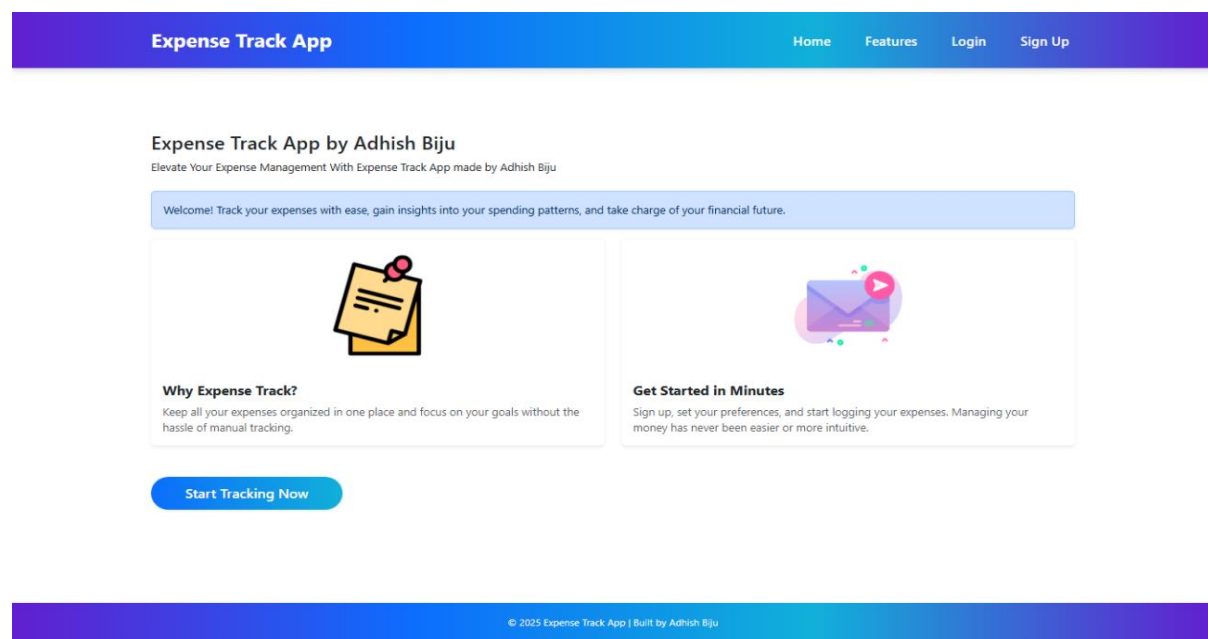 Expense Track App
Home Features Login Sign Up
Expense Track App by Adhish Biju
Elevate Your Expense Management With Expense Track App made by Adhish Biju
Welcome! Track your expenses with ease, gain insights into your spending patterns, and take charge of your financial future.
Why Expense Track?
Keep all your expenses organized in one place and focus on your goals without the
hassle of manual tracking.
Get Started in Minutes
Sign up, set your preferences, and start logging your expenses. Managing your
money has never been easier or more intuitive.
Start Tracking Now
© 2025 Expense Track App | Built by Adhish Biju